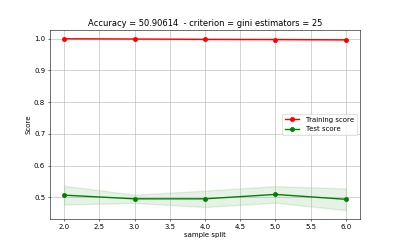 Accuracy = 50.90614 - criterion = gini estimators = 25
1.0
0.9
0.8
0.7
0.6
0.5
Score
Training score
Test score
2.0 2.5 3.0 3.5 4.0 4.5 5.0 5.5 6.0
sample split